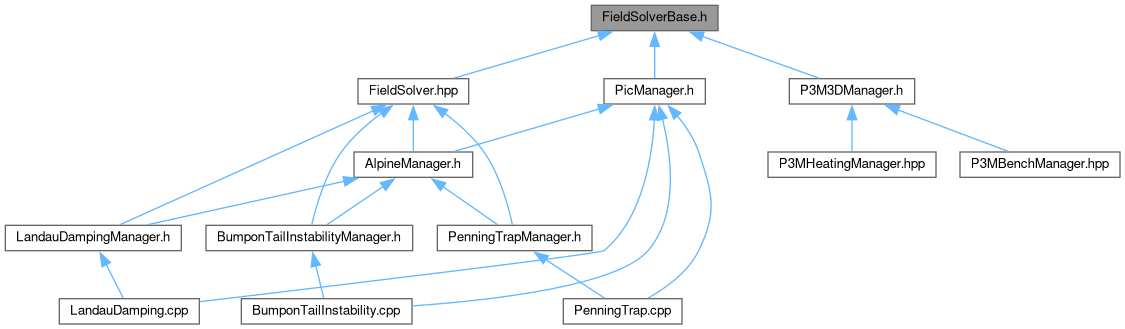 FieldSolverBase.h
FieldSolver.hpp
PicManager.h
P3M3DManager.h
AlpineManager.h
P3MHeatingManager.hpp
P3MBenchManager.hpp
LandauDampingManager.h
BumponTailInstabilityManager.h
PenningTrapManager.h
LandauDamping.cpp
BumponTailInstability.cpp
PenningTrap.cpp